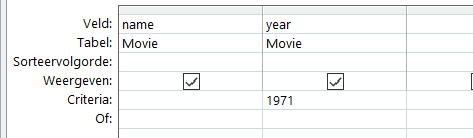 Veld: name year
Tabel: Movie Movie
Sorteervolgorde:
Weergeven:
Criteria: 1971
Of: